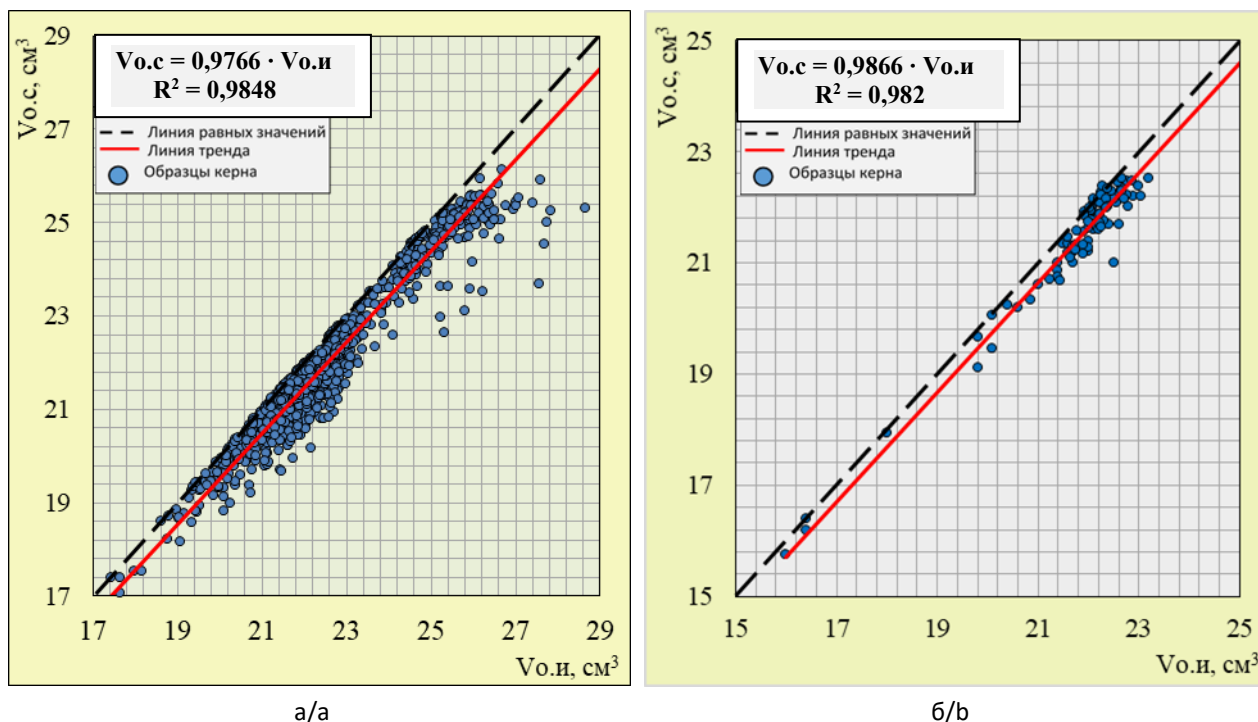 29
27
25
23
21
19
17
Vо.с, см³
Vо.с = 0,9766 · Vо.и
R² = 0,9848
Линия равных значений
Линия тренда
Образцы керна
17 19 21 23 25 27 29
Vо.и, см³
а/a
25
23
21
19
17
15
Vо.с, см³
Vо.с = 0,9866 · Vо.и
R² = 0,982
Линия равных значений
Линия тренда
Образцы керна
15 17 19 21 23 25
Vо.и, см³
б/b